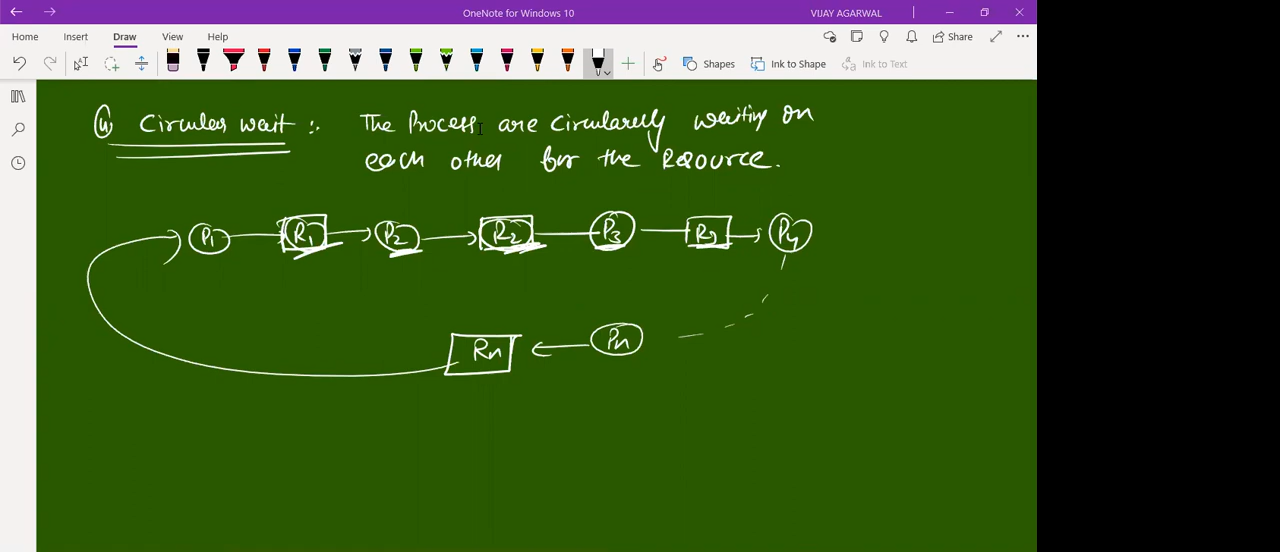 OneNote for Windows 10
VIJAY AGARWAL
Home Insert Draw View Help
Share
Shapes Ink to Shape Ink to Text
(4) Circular wait :. The Process are circularly waiting on
each other for the Resource.
P1 R1 P2 R2 P3 R3 P4
Rn Pn